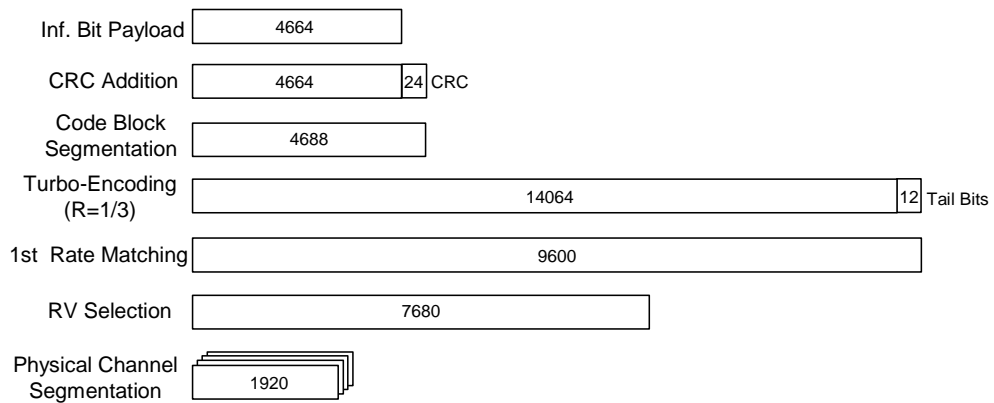 Inf. Bit Payload 4664
CRC Addition 4664 24 CRC
Code Block
Segmentation 4688
Turbo-Encoding
(R=1/3) 14064 12 Tail Bits
1st Rate Matching 9600
RV Selection 7680
Physical Channel
Segmentation 1920